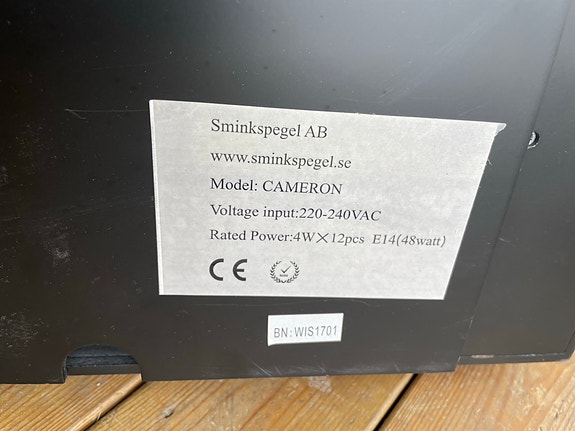 Sminkspegel AB
www.sminkspegel.se
Model: CAMERON
Voltage input:220-240VAC
Rated Power:4W×12pcs E14(48watt)
CE
BN: WIS1701